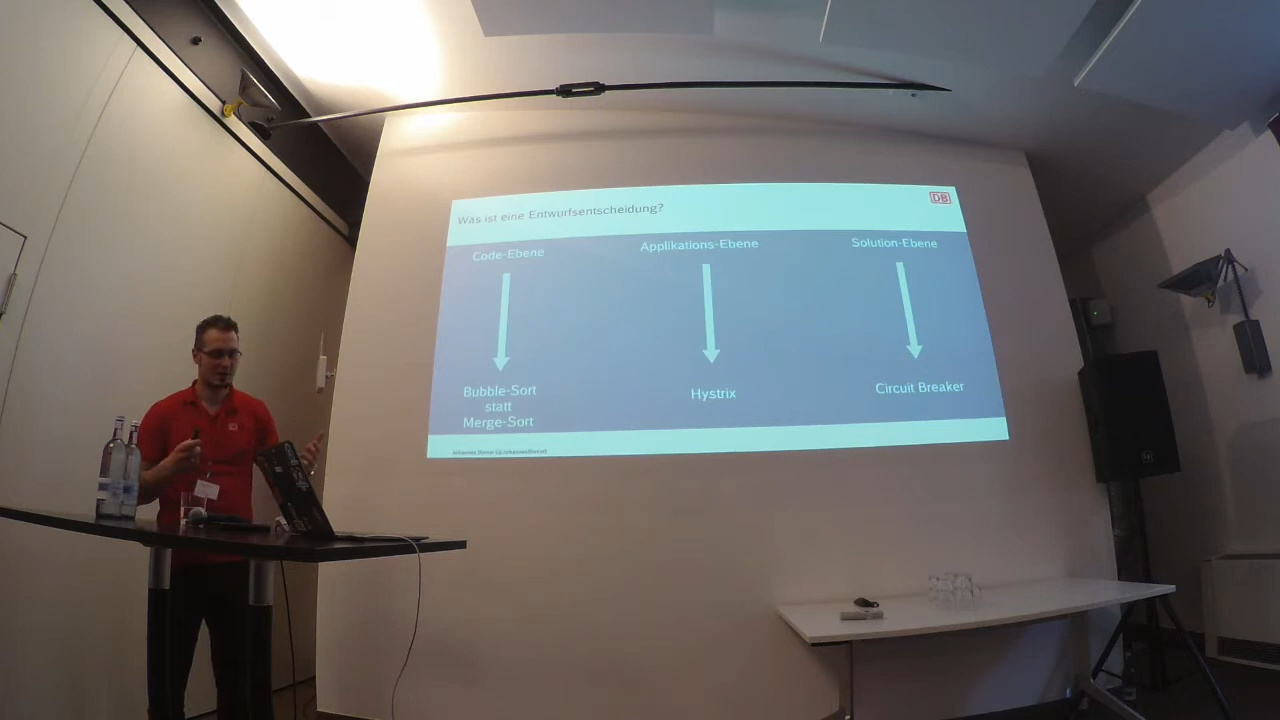 Was ist eine Entwurfsentscheidung?
DB
Code-Ebene
Applikations-Ebene
Solution-Ebene
Bubble-Sort
statt
Merge-Sort
Hystrix
Circuit Breaker